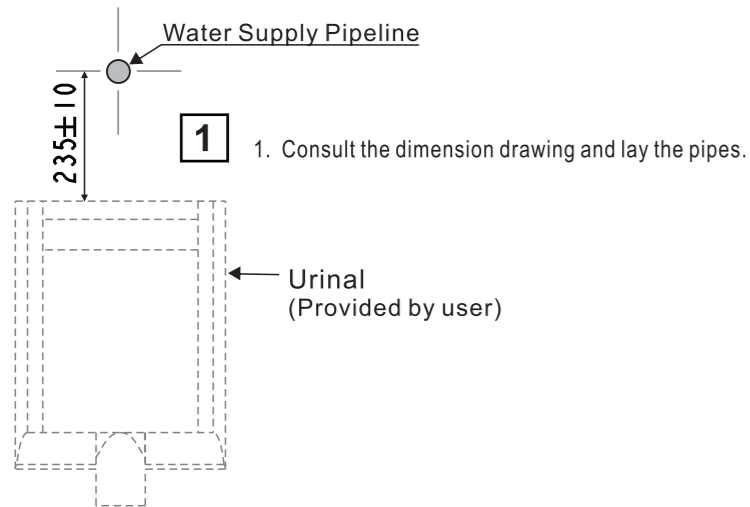 Water Supply Pipeline
235±10
1
1. Consult the dimension drawing and lay the pipes.
Urinal
(Provided by user)